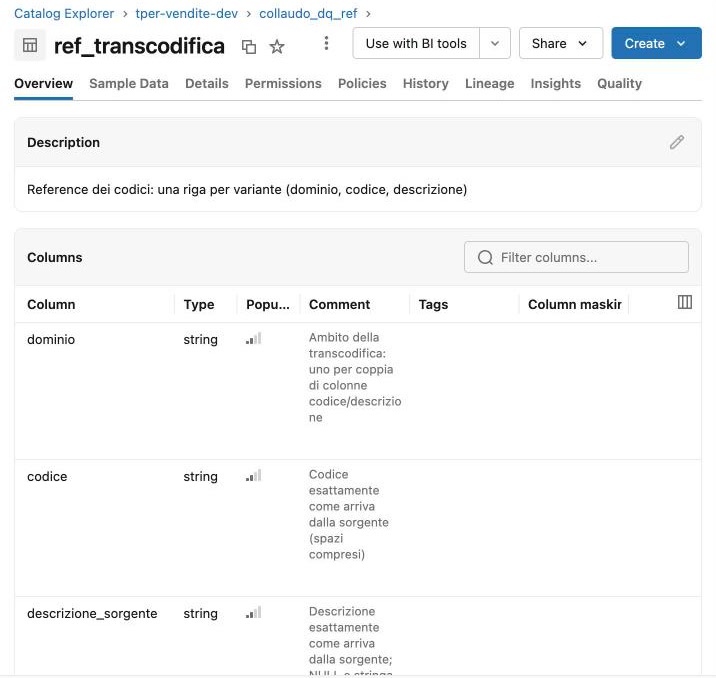 Catalog Explorer › tper-vendite-dev › collaudo_dq_ref ›
ref_transcodifica
Use with BI tools
Share
Create
Overview Sample Data Details Permissions Policies History Lineage Insights Quality
Description
Reference dei codici: una riga per variante (dominio, codice, descrizione)
Columns
Filter columns...
Column Type Popu... Comment Tags Column maskir
dominio string Ambito della
transcodifica:
uno per coppia
di colonne
codice/descrizio
ne
codice string Codice
esattamente
come arriva
dalla sorgente
(spazi
compresi)
descrizione_sorgente string Descrizione
esattamente
come arriva
dalla sorgente;
NULL e stringa